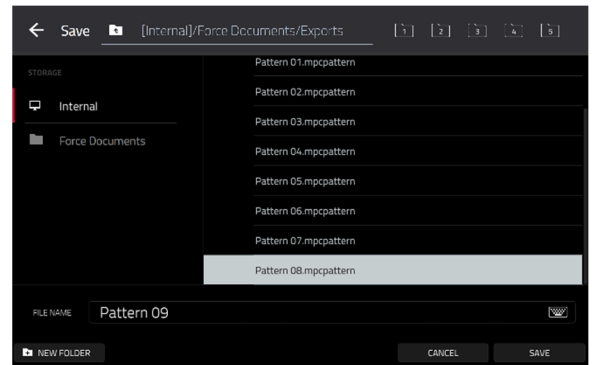 Save [Internal]/Force Documents/Exports 1 2 3 4 5
STORAGE
Internal
Force Documents
Pattern 01.mpcpattern
Pattern 02.mpcpattern
Pattern 03.mpcpattern
Pattern 04.mpcpattern
Pattern 05.mpcpattern
Pattern 06.mpcpattern
Pattern 07.mpcpattern
Pattern 08.mpcpattern
FILE NAME Pattern 09
NEW FOLDER CANCEL SAVE